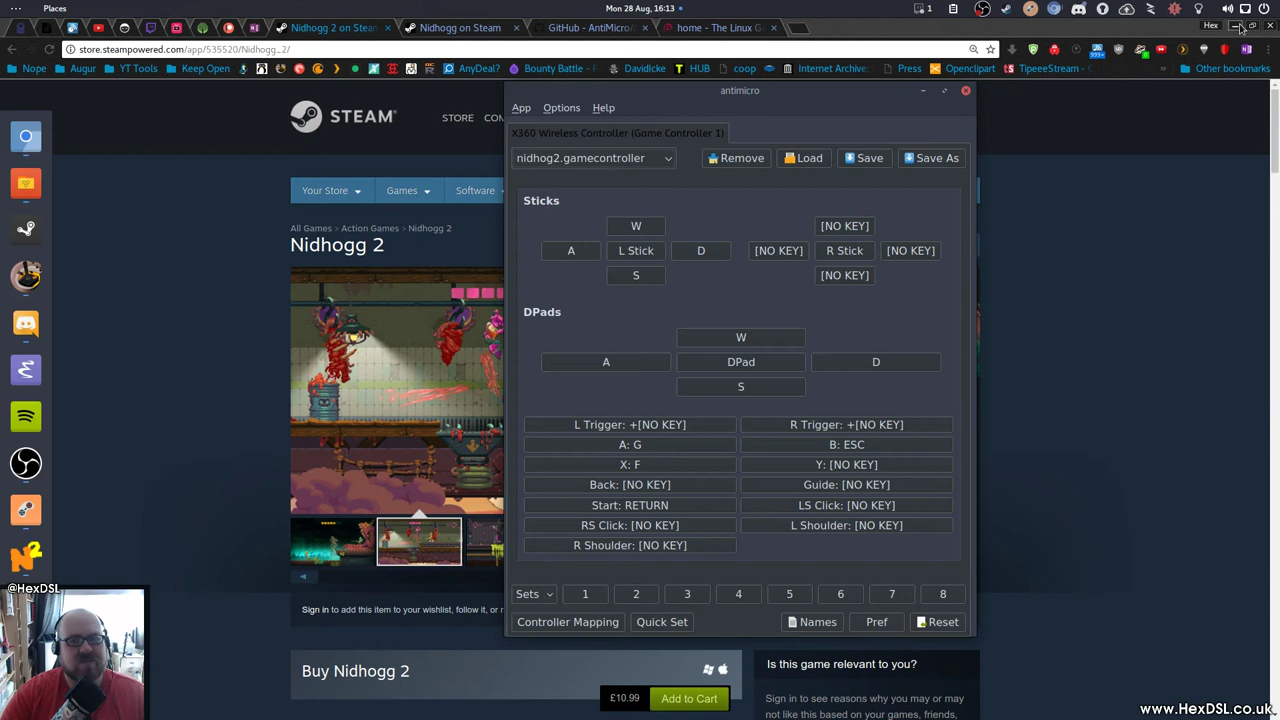 Places
Mon 28 Aug, 16:13
1
Nidhogg 2 on Stea
Nidhogg on Steam
GitHub - AntiMicro/
home - The Linux G
Hex
store.steampowered.com/app/535520/Nidhogg_2/
999+
Nope
Augur
YT Tools
Keep Open
AnyDeal?
Bounty Battle -
DavidIcke
HUB
coop
Internet Archive
Press
Openclipart
TipeeeStream -
Other bookmarks
STEAM
STORE
COM
antimicro
App
Options
Help
X360 Wireless Controller (Game Controller 1)
nidhog2.gamecontroller
Remove
Load
Save
Save As
Your Store
Games
Software
Sticks
All Games > Action Games > Nidhogg 2
Nidhogg 2
W
[NO KEY]
A
L Stick
D
[NO KEY]
R Stick
[NO KEY]
S
[NO KEY]
DPads
W
A
DPad
D
S
L Trigger: +[NO KEY]
R Trigger: +[NO KEY]
A: G
B: ESC
X: F
Y: [NO KEY]
Back: [NO KEY]
Guide: [NO KEY]
Start: RETURN
LS Click: [NO KEY]
RS Click: [NO KEY]
L Shoulder: [NO KEY]
R Shoulder: [NO KEY]
Sets
1
2
3
4
5
6
7
8
Controller Mapping
Quick Set
Names
Pref
Reset
@HexDSL
Sign in to add this item to your wishlist, follow it, or
Buy Nidhogg 2
Is this game relevant to you?
£10.99
Add to Cart
Sign in to see reasons why you may or may
not like this based on your games, friends,
www.HexDSL.co.uk